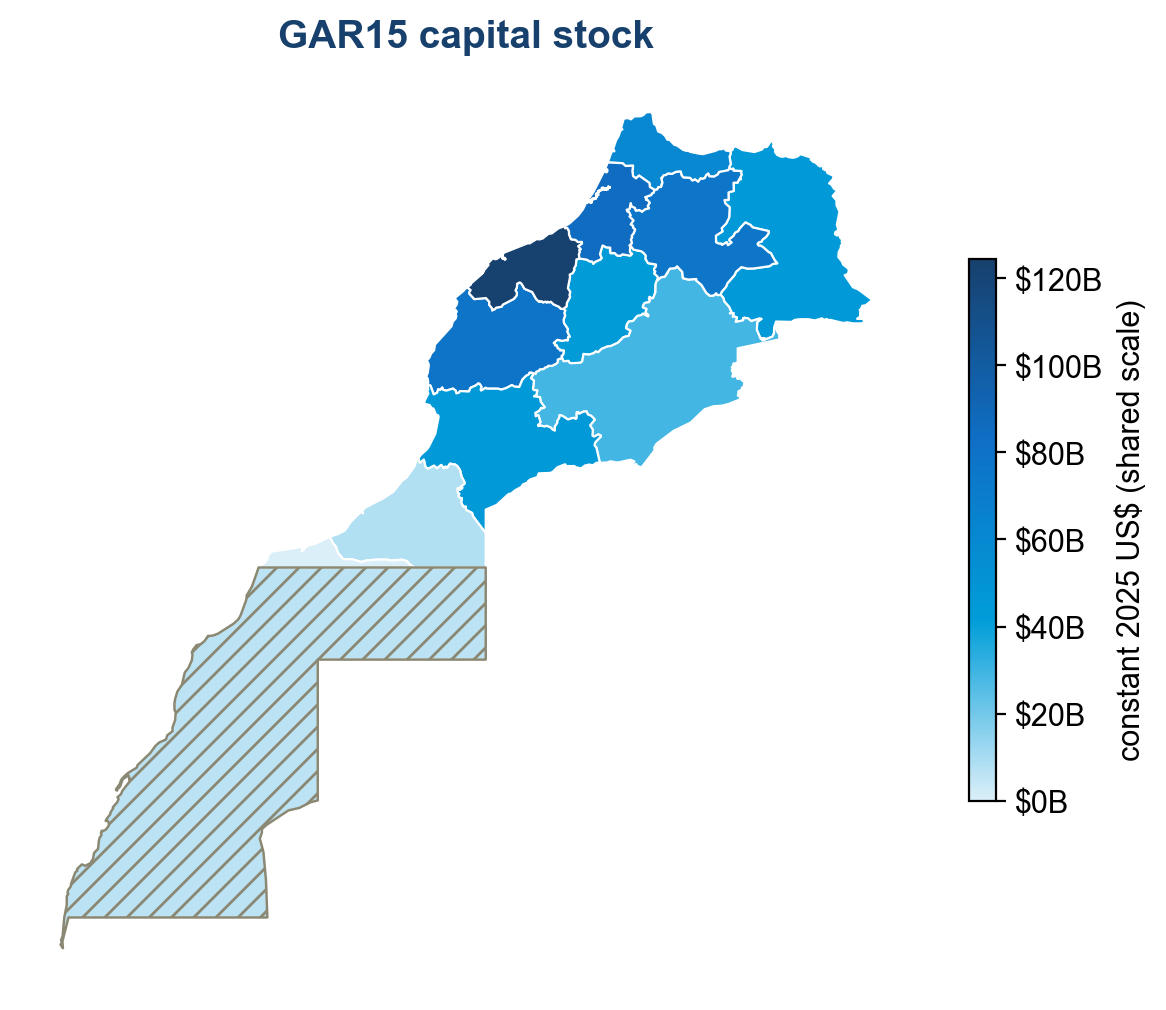 GAR15 capital stock
$120B
$100B
$80B
$60B
$40B
$20B
$0B
constant 2025 US$ (shared scale)